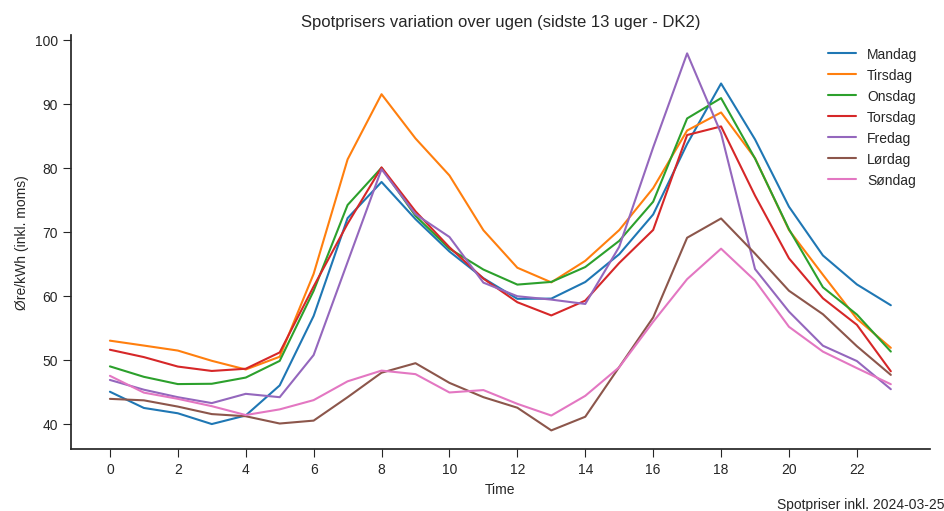 Spotprisers variation over ugen (sidste 13 uger - DK2)
Øre/kWh (inkl. moms)
100
90
80
70
60
50
40
0 2 4 6 8 10 12 14 16 18 20 22
Time
Mandag
Tirsdag
Onsdag
Torsdag
Fredag
Lørdag
Søndag
Spotpriser inkl. 2024-03-25